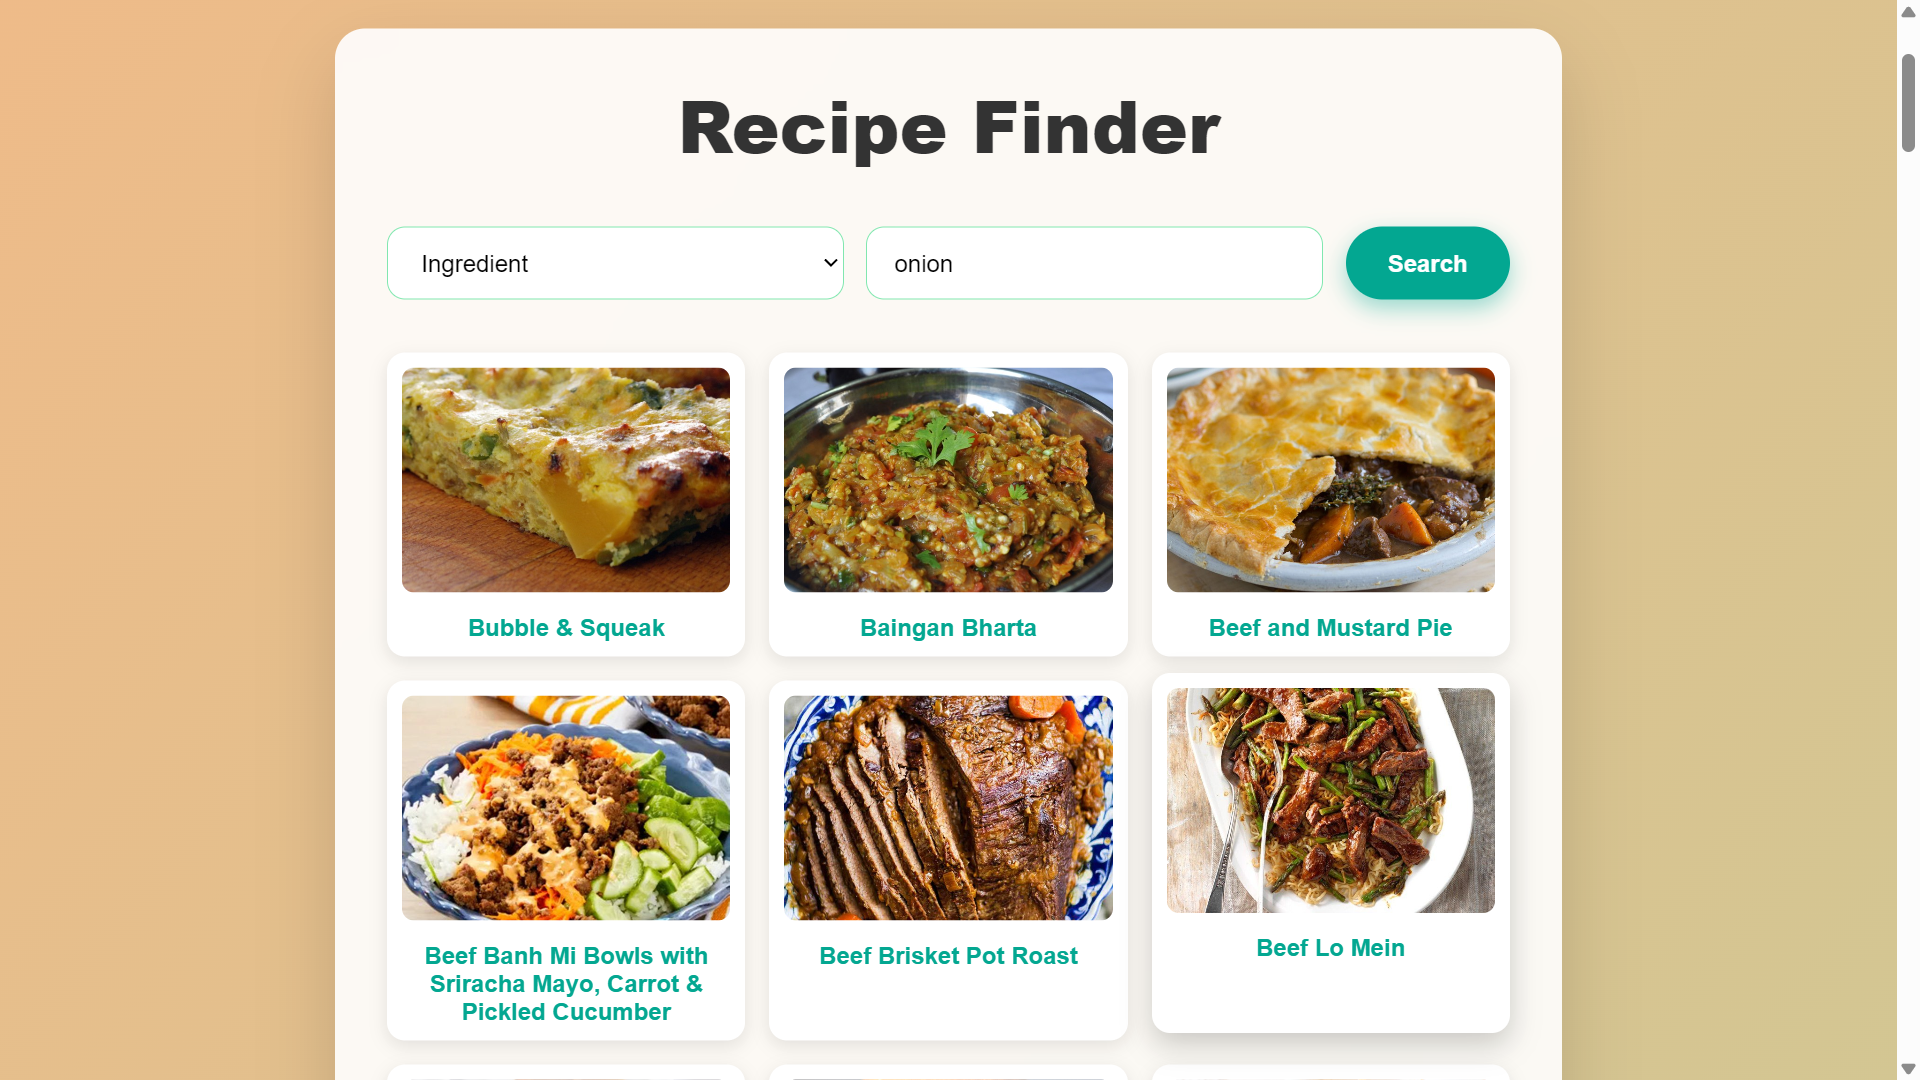 Recipe Finder
Ingredient
onion
Search
Bubble & Squeak
Baingan Bharta
Beef and Mustard Pie
Beef Banh Mi Bowls with
Sriracha Mayo, Carrot &
Pickled Cucumber
Beef Brisket Pot Roast
Beef Lo Mein